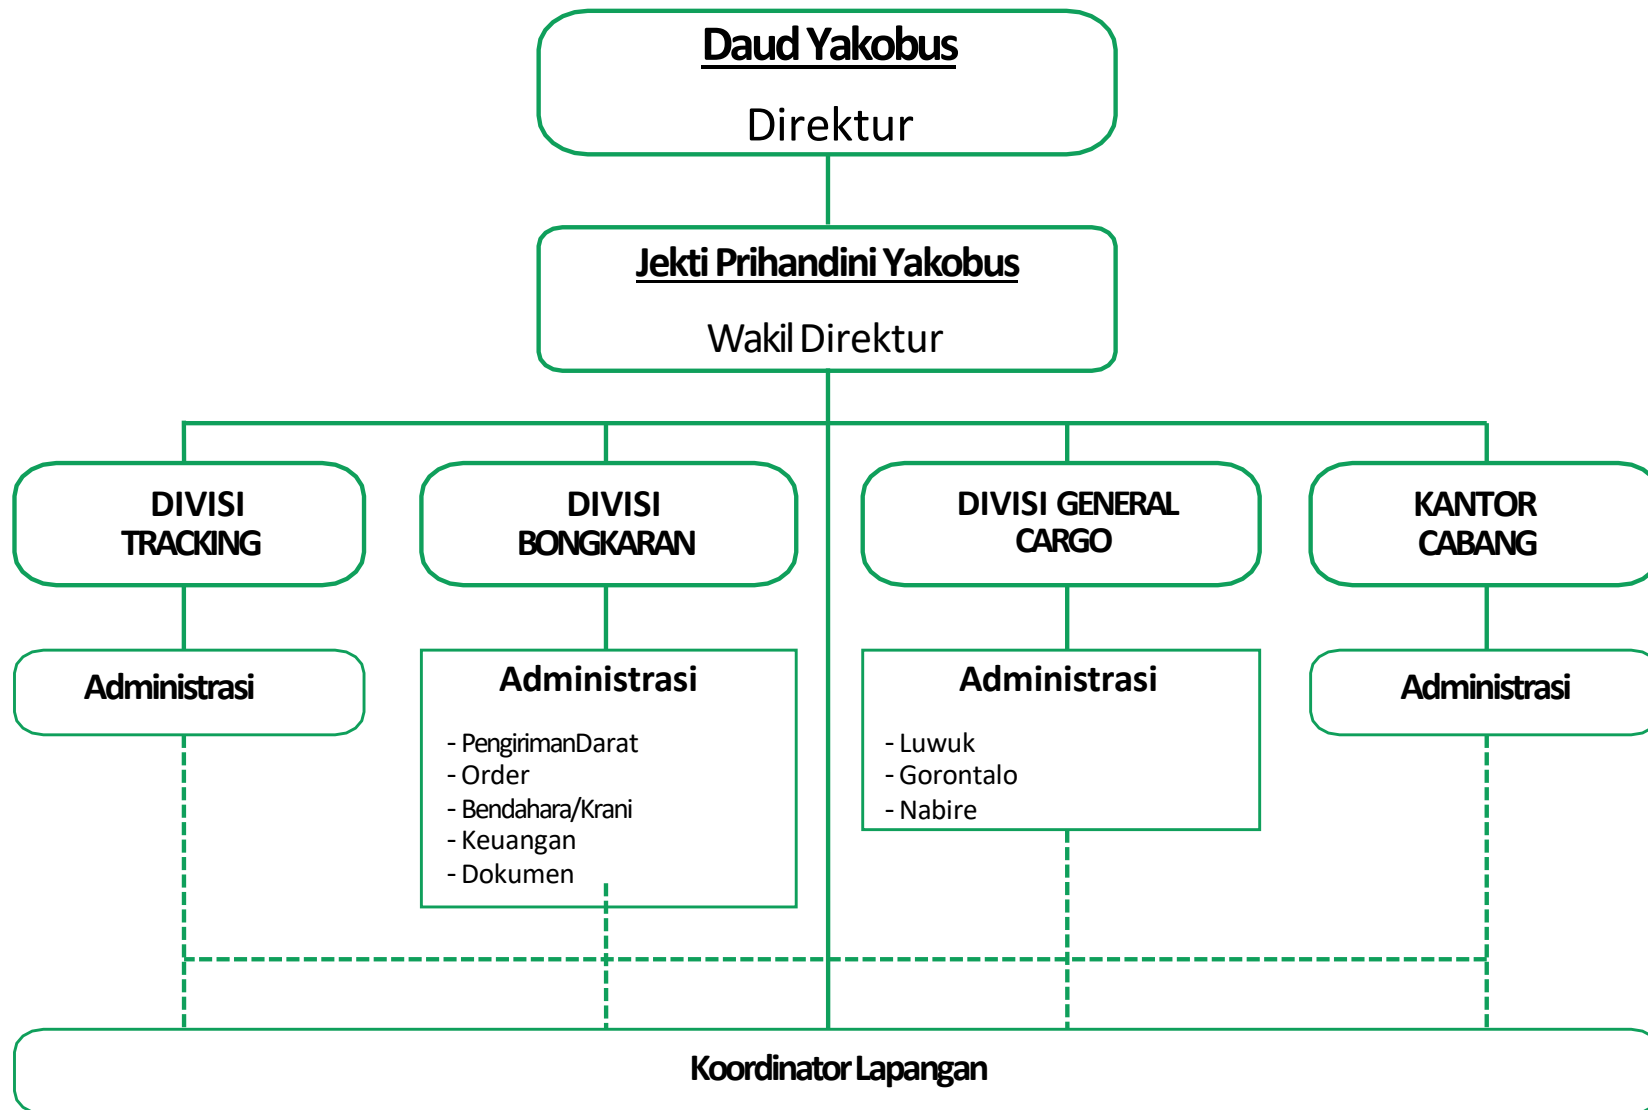 Daud Yakobus
Direktur
Jekti Prihandini Yakobus
Wakil Direktur
DIVISI
TRACKING
DIVISI
BONGKARAN
DIVISI GENERAL
CARGO
KANTOR
CABANG
Administrasi
Administrasi
- PengirimanDarat
- Order
- Bendahara/Krani
- Keuangan
- Dokumen
Administrasi
- Luwuk
- Gorontalo
- Nabire
Administrasi
Koordinator Lapangan